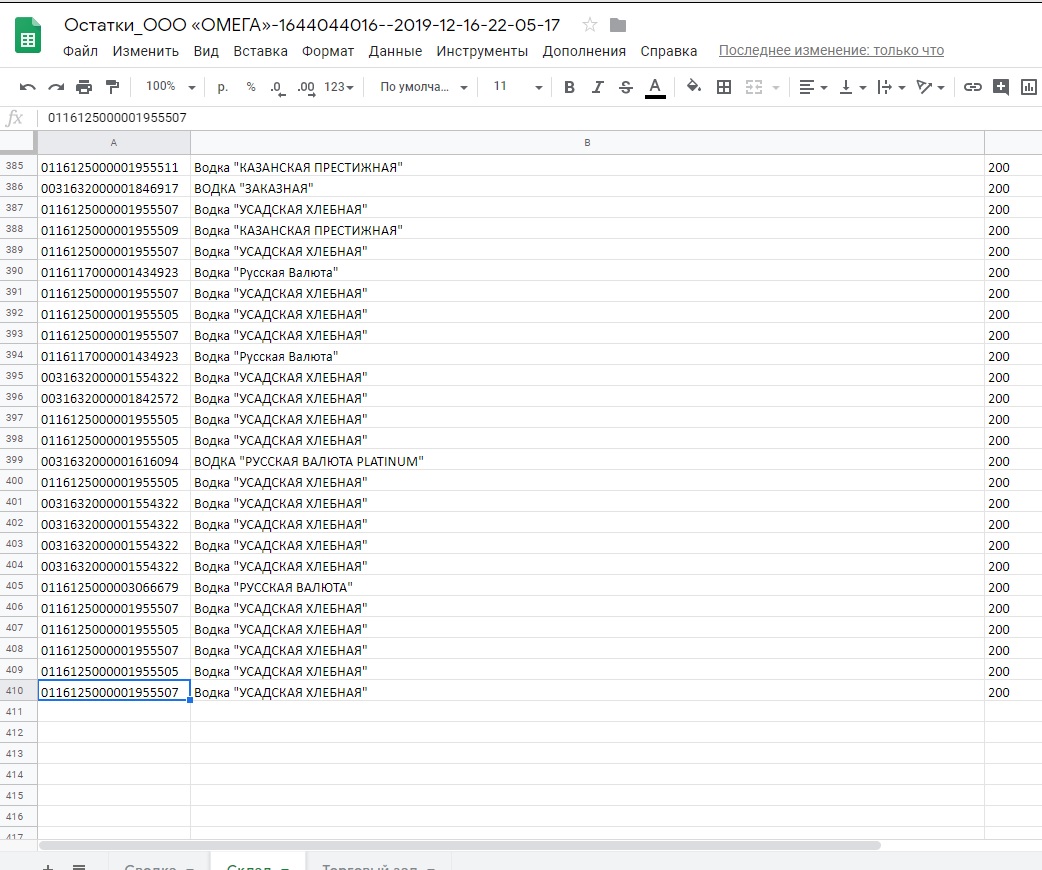 Остатки_ООО «ОМЕГА»-1644044016--2019-12-16-22-05-17
Файл Изменить Вид Вставка Формат Данные Инструменты Дополнения Справка Последнее изменение: только что
100% р. % .0 .00 123 По умолча... 11 B I S A
fx 0116125000001955507
A B
385 0116125000001955511 Водка "КАЗАНСКАЯ ПРЕСТИЖНАЯ" 200
386 0031632000001846917 ВОДКА "ЗАКАЗНАЯ" 200
387 0116125000001955507 Водка "УСАДСКАЯ ХЛЕБНАЯ" 200
388 0116125000001955509 Водка "КАЗАНСКАЯ ПРЕСТИЖНАЯ" 200
389 0116125000001955507 Водка "УСАДСКАЯ ХЛЕБНАЯ" 200
390 0116117000001434923 Водка "Русская Валюта" 200
391 0116125000001955507 Водка "УСАДСКАЯ ХЛЕБНАЯ" 200
392 0116125000001955505 Водка "УСАДСКАЯ ХЛЕБНАЯ" 200
393 0116125000001955507 Водка "УСАДСКАЯ ХЛЕБНАЯ" 200
394 0116117000001434923 Водка "Русская Валюта" 200
395 0031632000001554322 Водка "УСАДСКАЯ ХЛЕБНАЯ" 200
396 0031632000001842572 Водка "УСАДСКАЯ ХЛЕБНАЯ" 200
397 0116125000001955505 Водка "УСАДСКАЯ ХЛЕБНАЯ" 200
398 0116125000001955505 Водка "УСАДСКАЯ ХЛЕБНАЯ" 200
399 0031632000001616094 ВОДКА "РУССКАЯ ВАЛЮТА PLATINUM" 200
400 0116125000001955505 Водка "УСАДСКАЯ ХЛЕБНАЯ" 200
401 0031632000001554322 Водка "УСАДСКАЯ ХЛЕБНАЯ" 200
402 0031632000001554322 Водка "УСАДСКАЯ ХЛЕБНАЯ" 200
403 0031632000001554322 Водка "УСАДСКАЯ ХЛЕБНАЯ" 200
404 0031632000001554322 Водка "УСАДСКАЯ ХЛЕБНАЯ" 200
405 0116125000003066679 Водка "РУССКАЯ ВАЛЮТА" 200
406 0116125000001955507 Водка "УСАДСКАЯ ХЛЕБНАЯ" 200
407 0116125000001955505 Водка "УСАДСКАЯ ХЛЕБНАЯ" 200
408 0116125000001955507 Водка "УСАДСКАЯ ХЛЕБНАЯ" 200
409 0116125000001955505 Водка "УСАДСКАЯ ХЛЕБНАЯ" 200
410 0116125000001955507 Водка "УСАДСКАЯ ХЛЕБНАЯ" 200
411
412
413
414
415
416
417
Сводка Склад Торговый зал